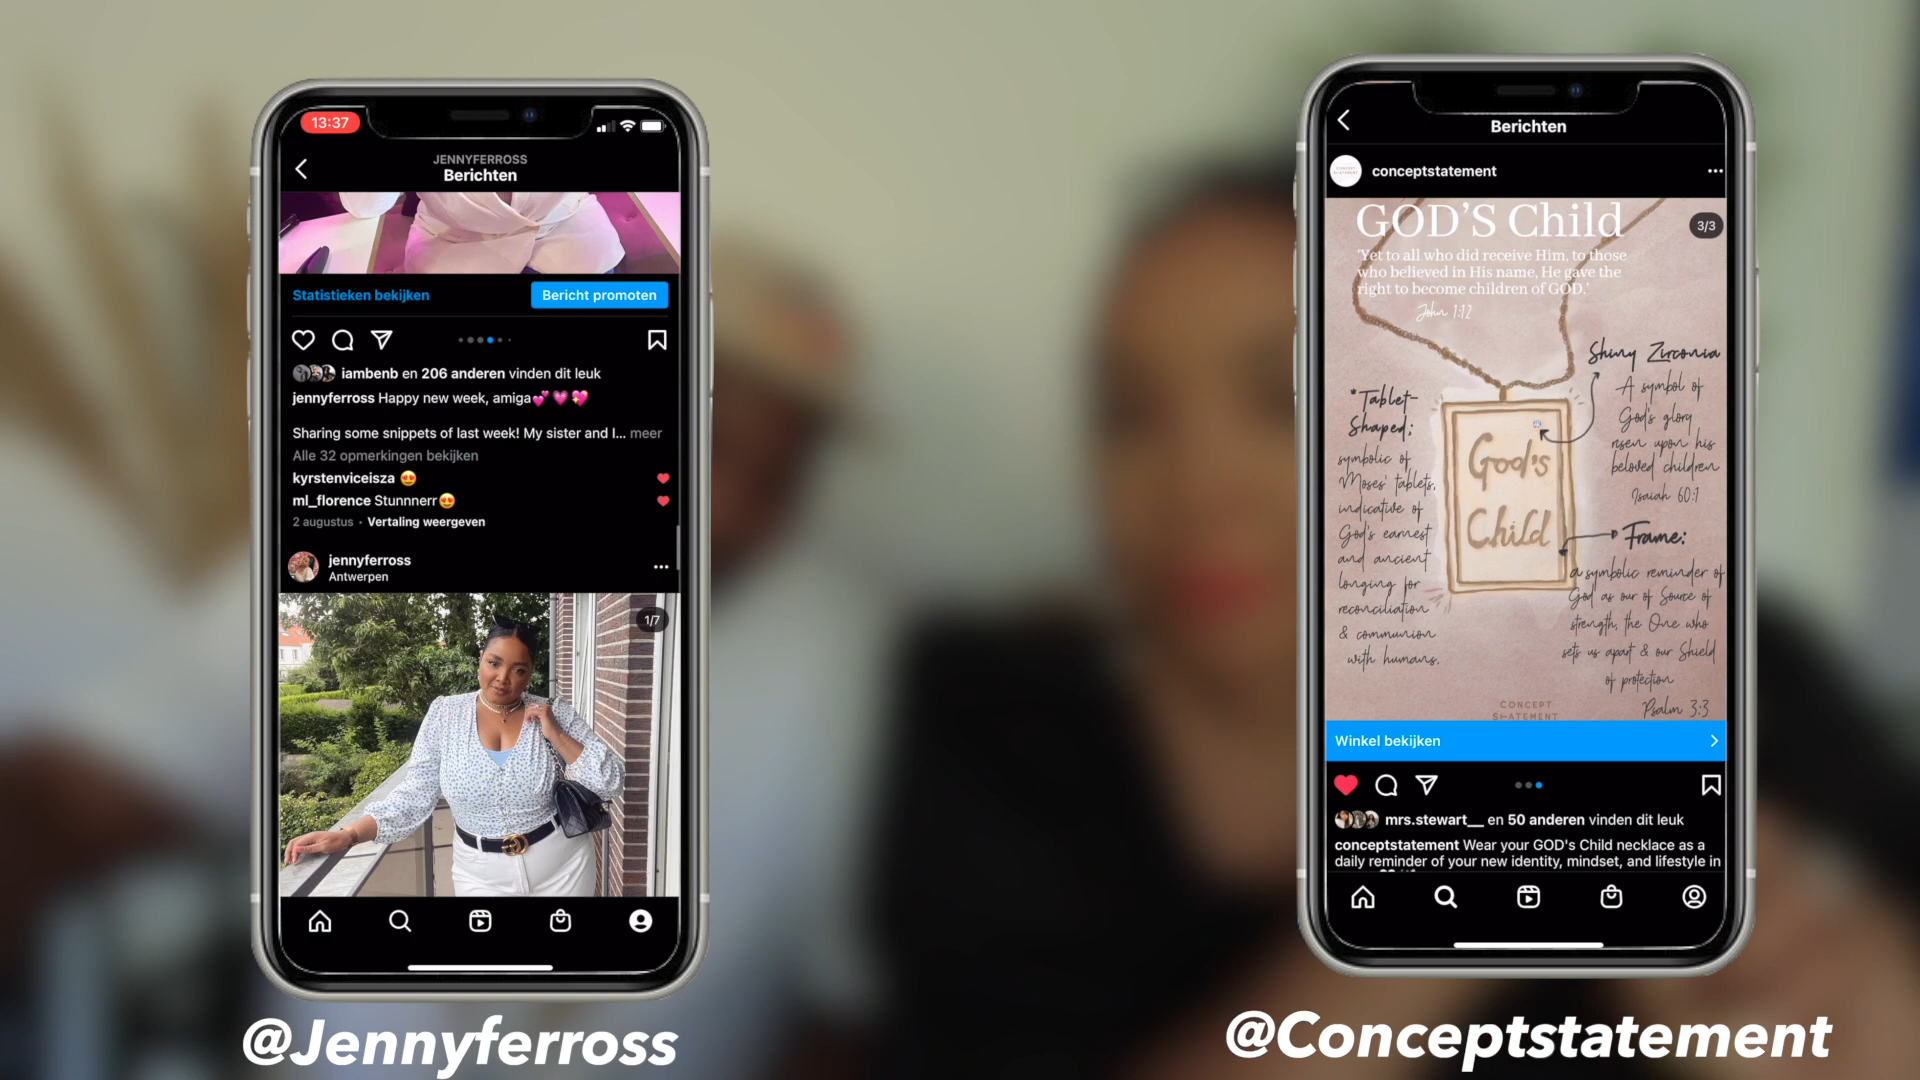 13:37
JENNYFERROSS
Berichten
Statistieken bekijken
Bericht promoten
iambenb en 206 anderen vinden dit leuk
jennyferross Happy new week, amiga💕💗💖
Sharing some snippets of last week! My sister and I... meer
Alle 32 opmerkingen bekijken
kyrstenviceisza 😍
ml_florence Stunnnerr😍
2 augustus · Vertaling weergeven
jennyferross
Antwerpen
1/7
@Jennyferross
Berichten
conceptstatement
3/3
GOD'S Child
'Yet to all who did receive Him, to those
who believed in His name, He gave the
right to become children of GOD.'
John 1:12
Shiny Zirconia
A symbol of
God's glory
risen upon his
beloved children
Isaiah 60:1
*Tablet-
Shaped:
symbolic of
Moses' tablets,
indicative of
God's earnest
and ancient
longing for
reconciliation
& communion
with humans.
God's
Child
Frame:
a symbolic reminder of
God as our of Source of
strength, the One who
sets us apart & our Shield
of protection
Psalm 3:3
CONCEPT
STATEMENT
Winkel bekijken
mrs.stewart__ en 50 anderen vinden dit leuk
conceptstatement Wear your GOD's Child necklace as a
daily reminder of your new identity, mindset, and lifestyle in
@Conceptstatement